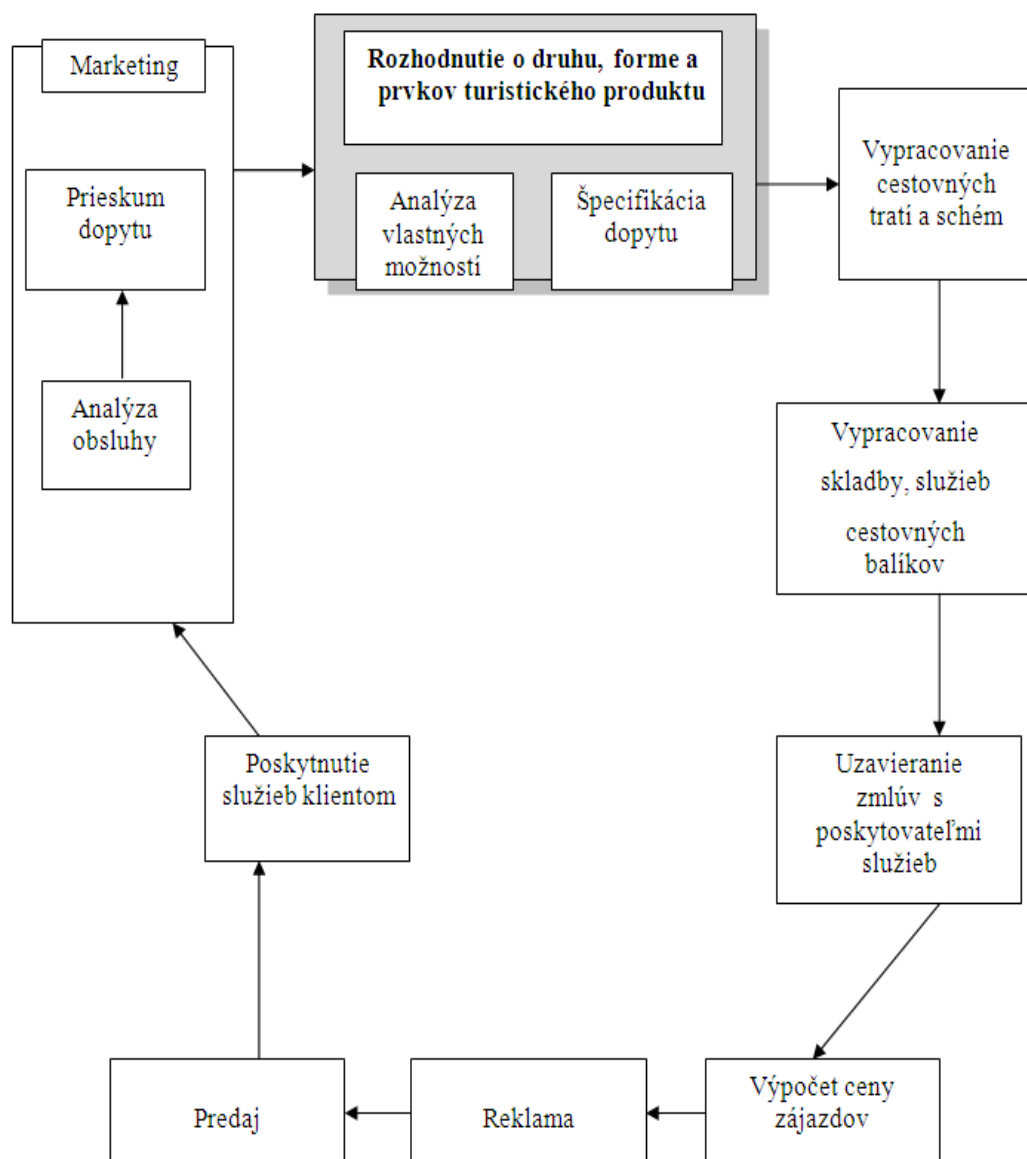 Marketing
Prieskum
dopytu
Analýza
obsluhy
Rozhodnutie o druhu, forme a
prvkov turistického produktu
Analýza
vlastných
možností
Špecifikácia
dopytu
Vypracovanie
cestovných
tratí a schém
Vypracovanie
skladby, služieb
cestovných
balíkov
Uzavieranie
zmlúv s
poskytovateľmi
služieb
Výpočet ceny
zájazdov
Reklama
Predaj
Poskytnutie
služieb klientom